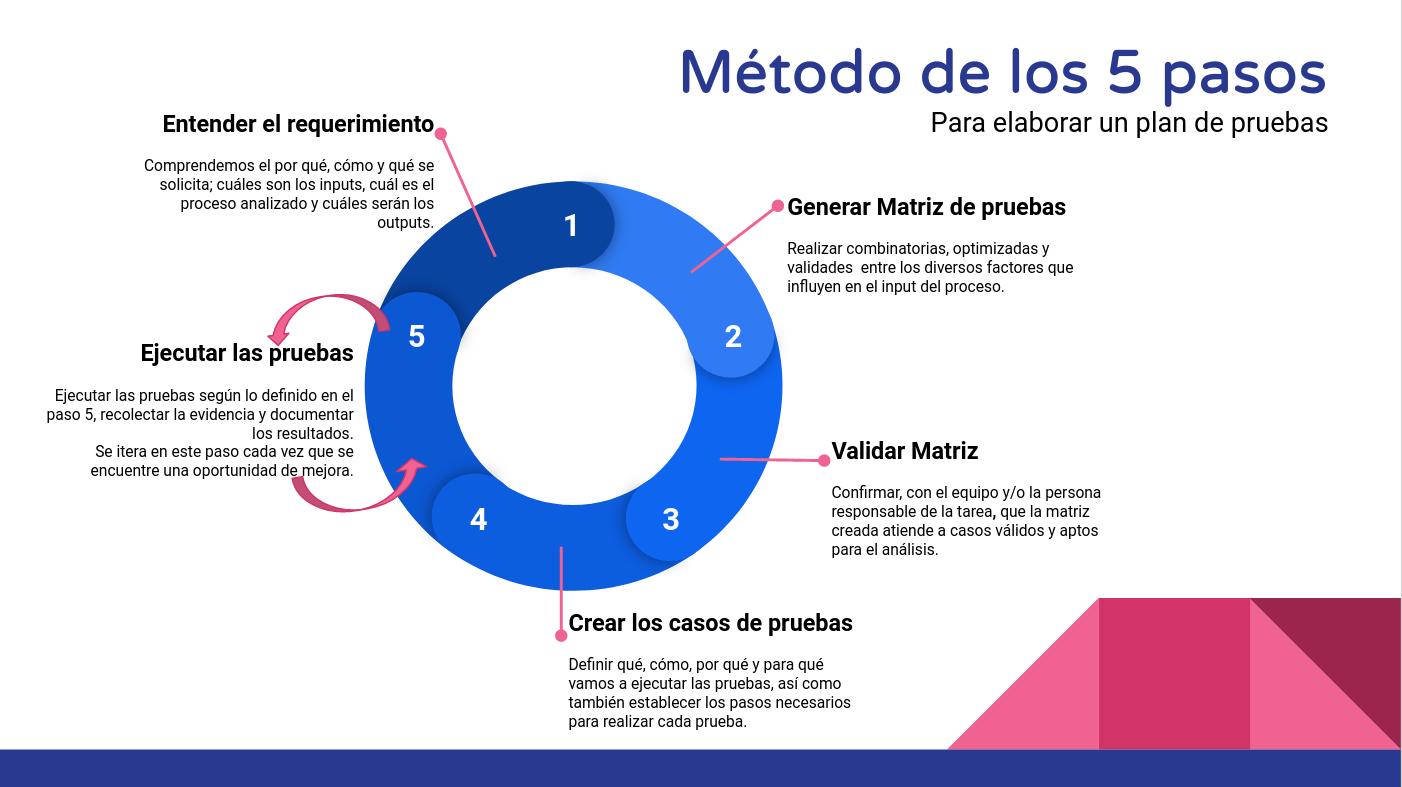 Método de los 5 pasos
Para elaborar un plan de pruebas
Entender el requerimiento
Comprendemos el por qué, cómo y qué se
solicita; cuáles son los inputs, cuál es el
proceso analizado y cuáles serán los
outputs.
1
Generar Matriz de pruebas
Realizar combinatorias, optimizadas y
validades  entre los diversos factores que
influyen en el input del proceso.
2
Validar Matriz
Confirmar, con el equipo y/o la persona
responsable de la tarea, que la matriz
creada atiende a casos válidos y aptos
para el análisis.
3
Crear los casos de pruebas
Definir qué, cómo, por qué y para qué
vamos a ejecutar las pruebas, así como
también establecer los pasos necesarios
para realizar cada prueba.
4
Ejecutar las pruebas
Ejecutar las pruebas según lo definido en el
paso 5, recolectar la evidencia y documentar
los resultados.
Se itera en este paso cada vez que se
encuentre una oportunidad de mejora.
5